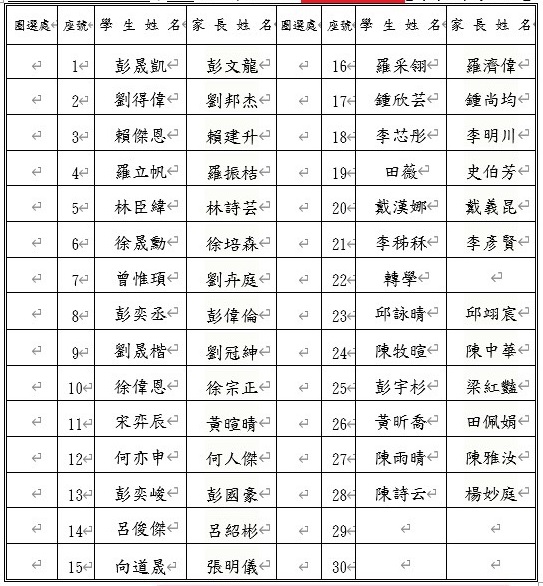 圈選處 座號 學生姓名 家長姓名 圈選處 座號 學生姓名 家長姓名
1 彭晟凱 彭文龍 16 羅采翎 羅濟偉
2 劉得偉 劉邦杰 17 鍾欣芸 鍾尚均
3 賴傑恩 賴建升 18 李芯彤 李明川
4 羅立帆 羅振桔 19 田薇 史伯芳
5 林臣緯 林詩芸 20 戴漢娜 戴義昆
6 徐晟勳 徐培森 21 李秭秝 李彥賢
7 曾惟頊 劉卉庭 22 轉學
8 彭奕丞 彭偉倫 23 邱詠晴 邱翊宸
9 劉晟楷 劉冠紳 24 陳牧暄 陳中華
10 徐偉恩 徐宗正 25 彭宇杉 梁紅豔
11 宋弈辰 黃暄晴 26 黃昕喬 田佩娟
12 何亦申 何人傑 27 陳雨晴 陳雅汝
13 彭奕峻 彭國豪 28 陳詩云 楊妙庭
14 呂俊傑 呂紹彬 29
15 向道晟 張明儀 30